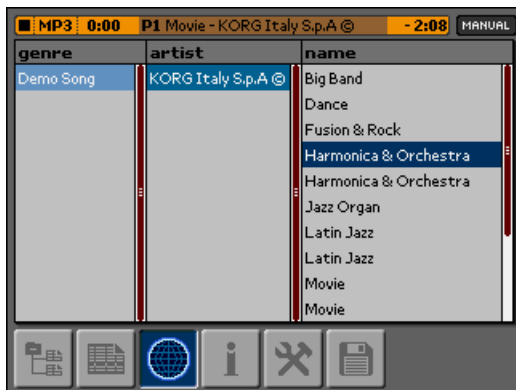 MP3 0:00 P1 Movie - KORG Italy S.p.A © - 2:08 MANUAL
genre artist name
Demo Song KORG Italy S.p.A © Big Band
Dance
Fusion & Rock
Harmonica & Orchestra
Harmonica & Orchestra
Jazz Organ
Latin Jazz
Latin Jazz
Movie
Movie
i